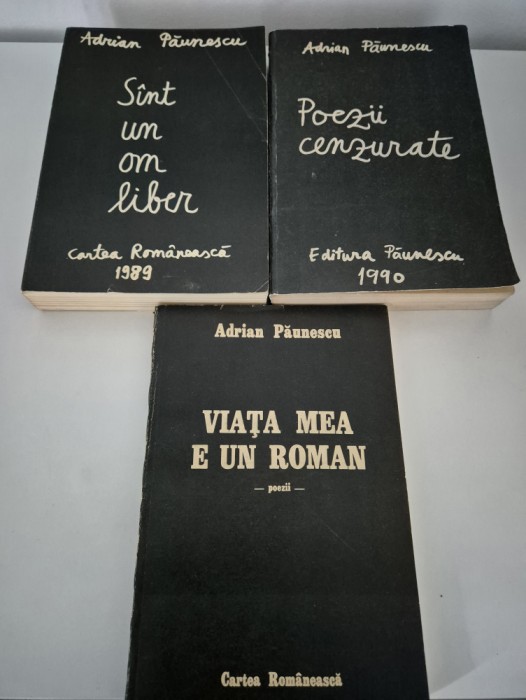 Adrian Păunescu
Sînt
un
om
liber
Cartea Românească
1989
Adrian Păunescu
Poezii
cenzurate
Editura Păunescu
1990
Adrian Păunescu
VIAŢA MEA
E UN ROMAN
— poezii —
Cartea Românească